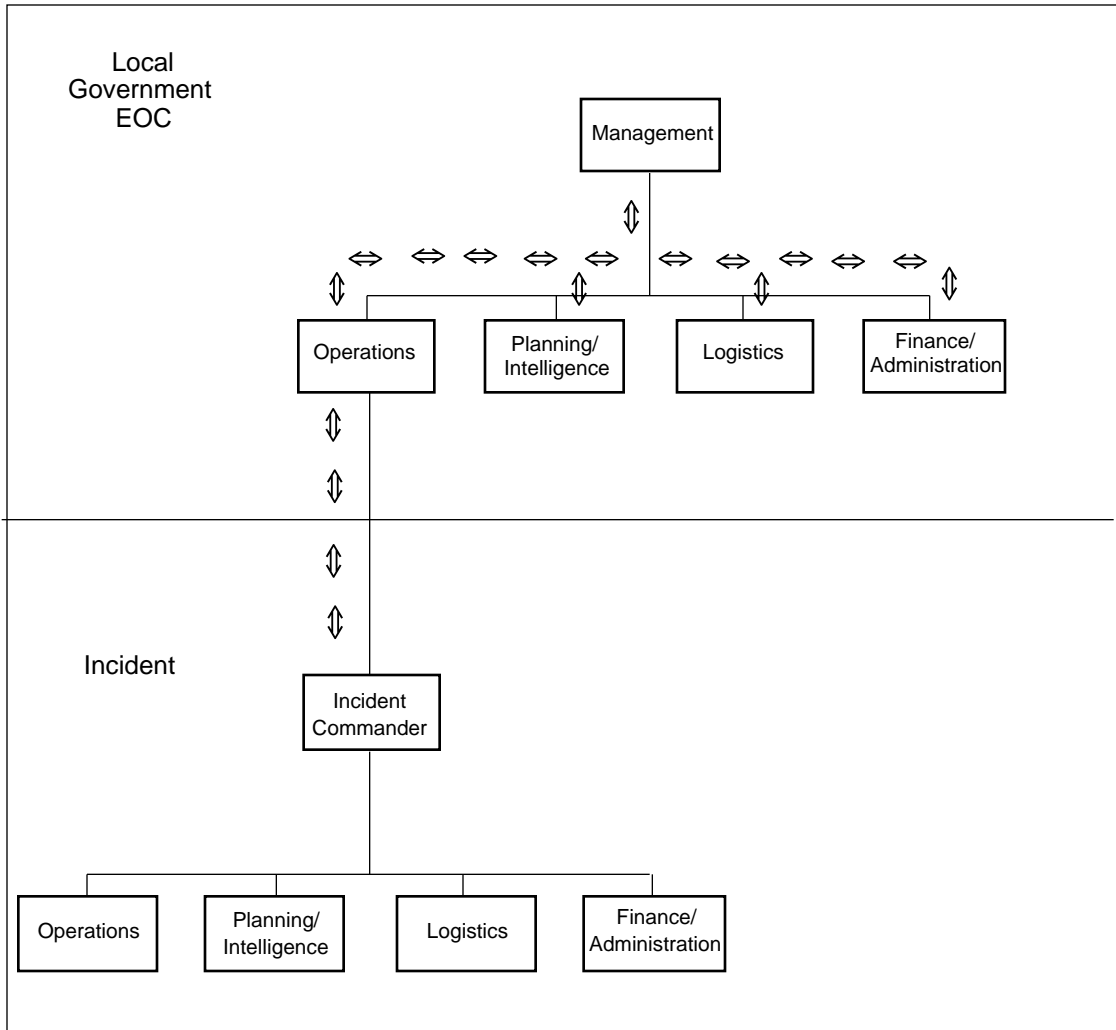 Local
Government
EOC
Management
Operations
Planning/
Intelligence
Logistics
Finance/
Administration
Incident
Incident
Commander
Operations
Planning/
Intelligence
Logistics
Finance/
Administration